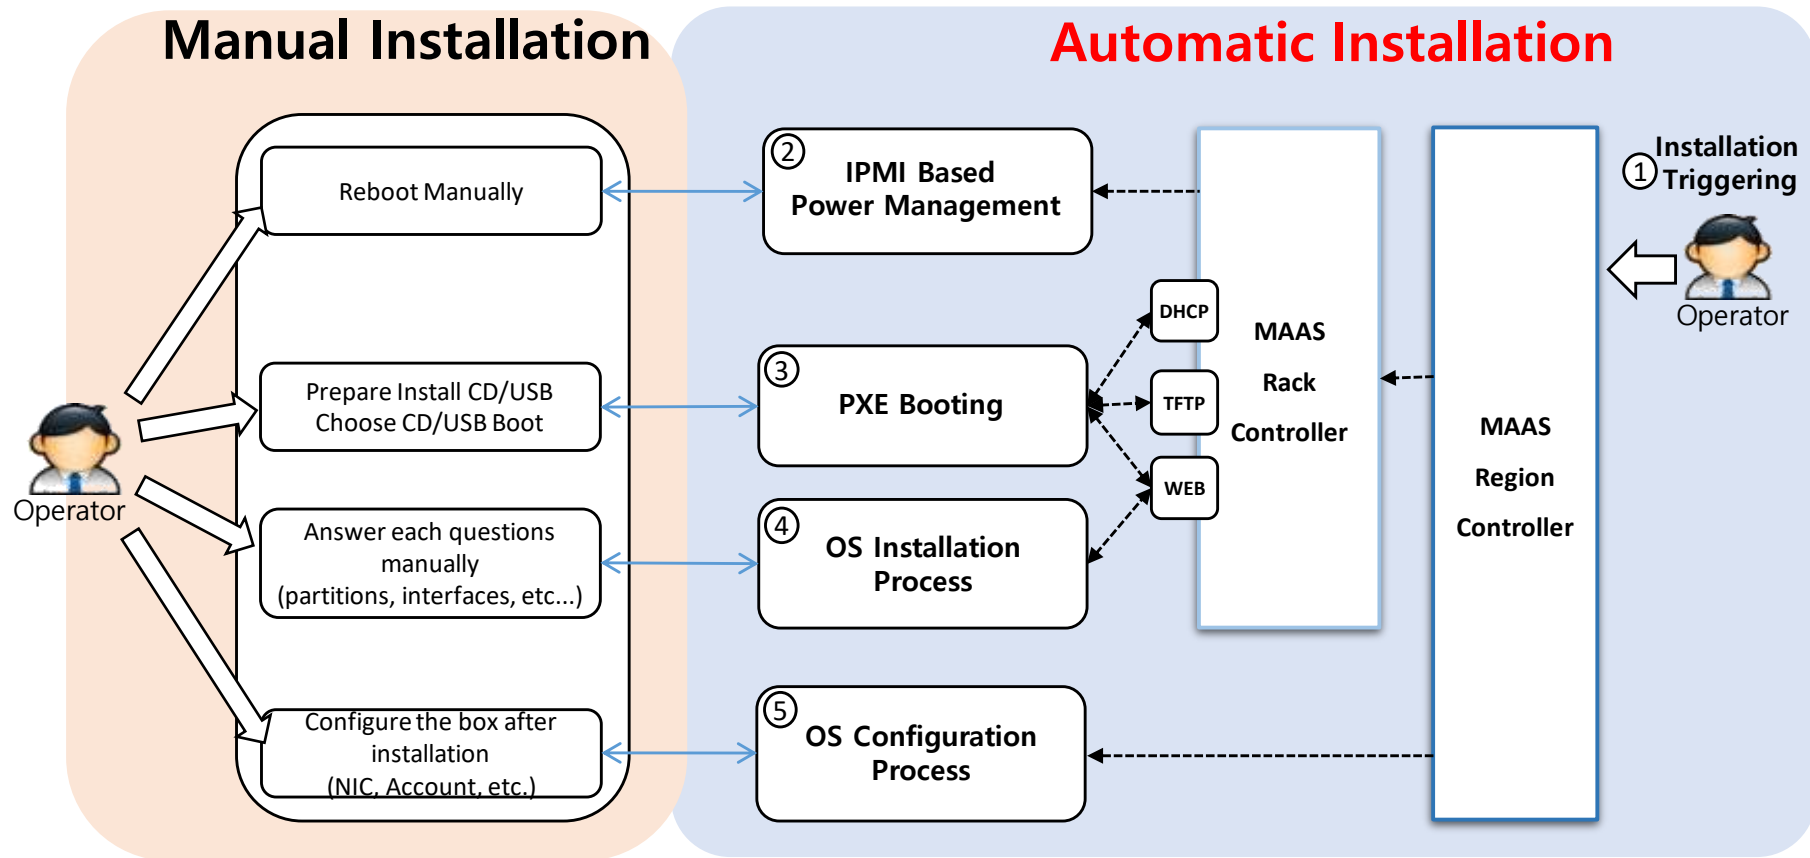 Manual Installation
Automatic Installation
Reboot Manually
Prepare Install CD/USB
Choose CD/USB Boot
Answer each questions
manually
(partitions, interfaces, etc...)
Configure the box after
installation
(NIC, Account, etc.)
Operator
2
IPMI Based
Power Management
3
PXE Booting
4
OS Installation
Process
5
OS Configuration
Process
DHCP
TFTP
WEB
MAAS
Rack
Controller
MAAS
Region
Controller
1
Installation
Triggering
Operator